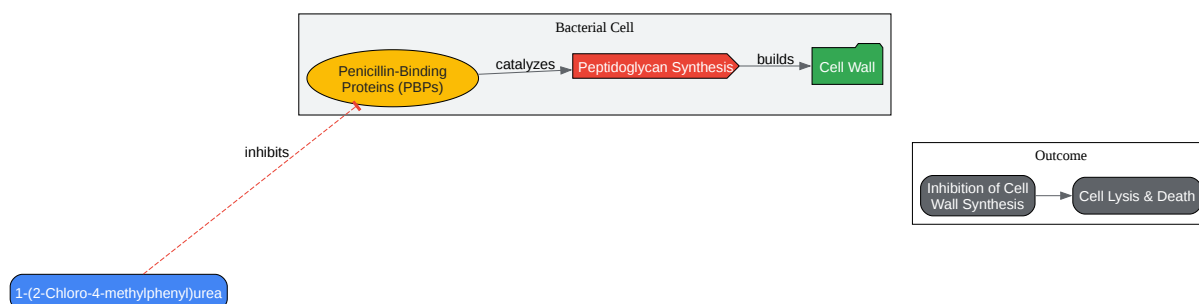 Bacterial Cell
Penicillin-Binding
Proteins (PBPs)
catalyzes
Peptidoglycan Synthesis
builds
Cell Wall
inhibits
Outcome
Inhibition of Cell
Wall Synthesis
Cell Lysis & Death
1-(2-Chloro-4-methylphenyl)urea